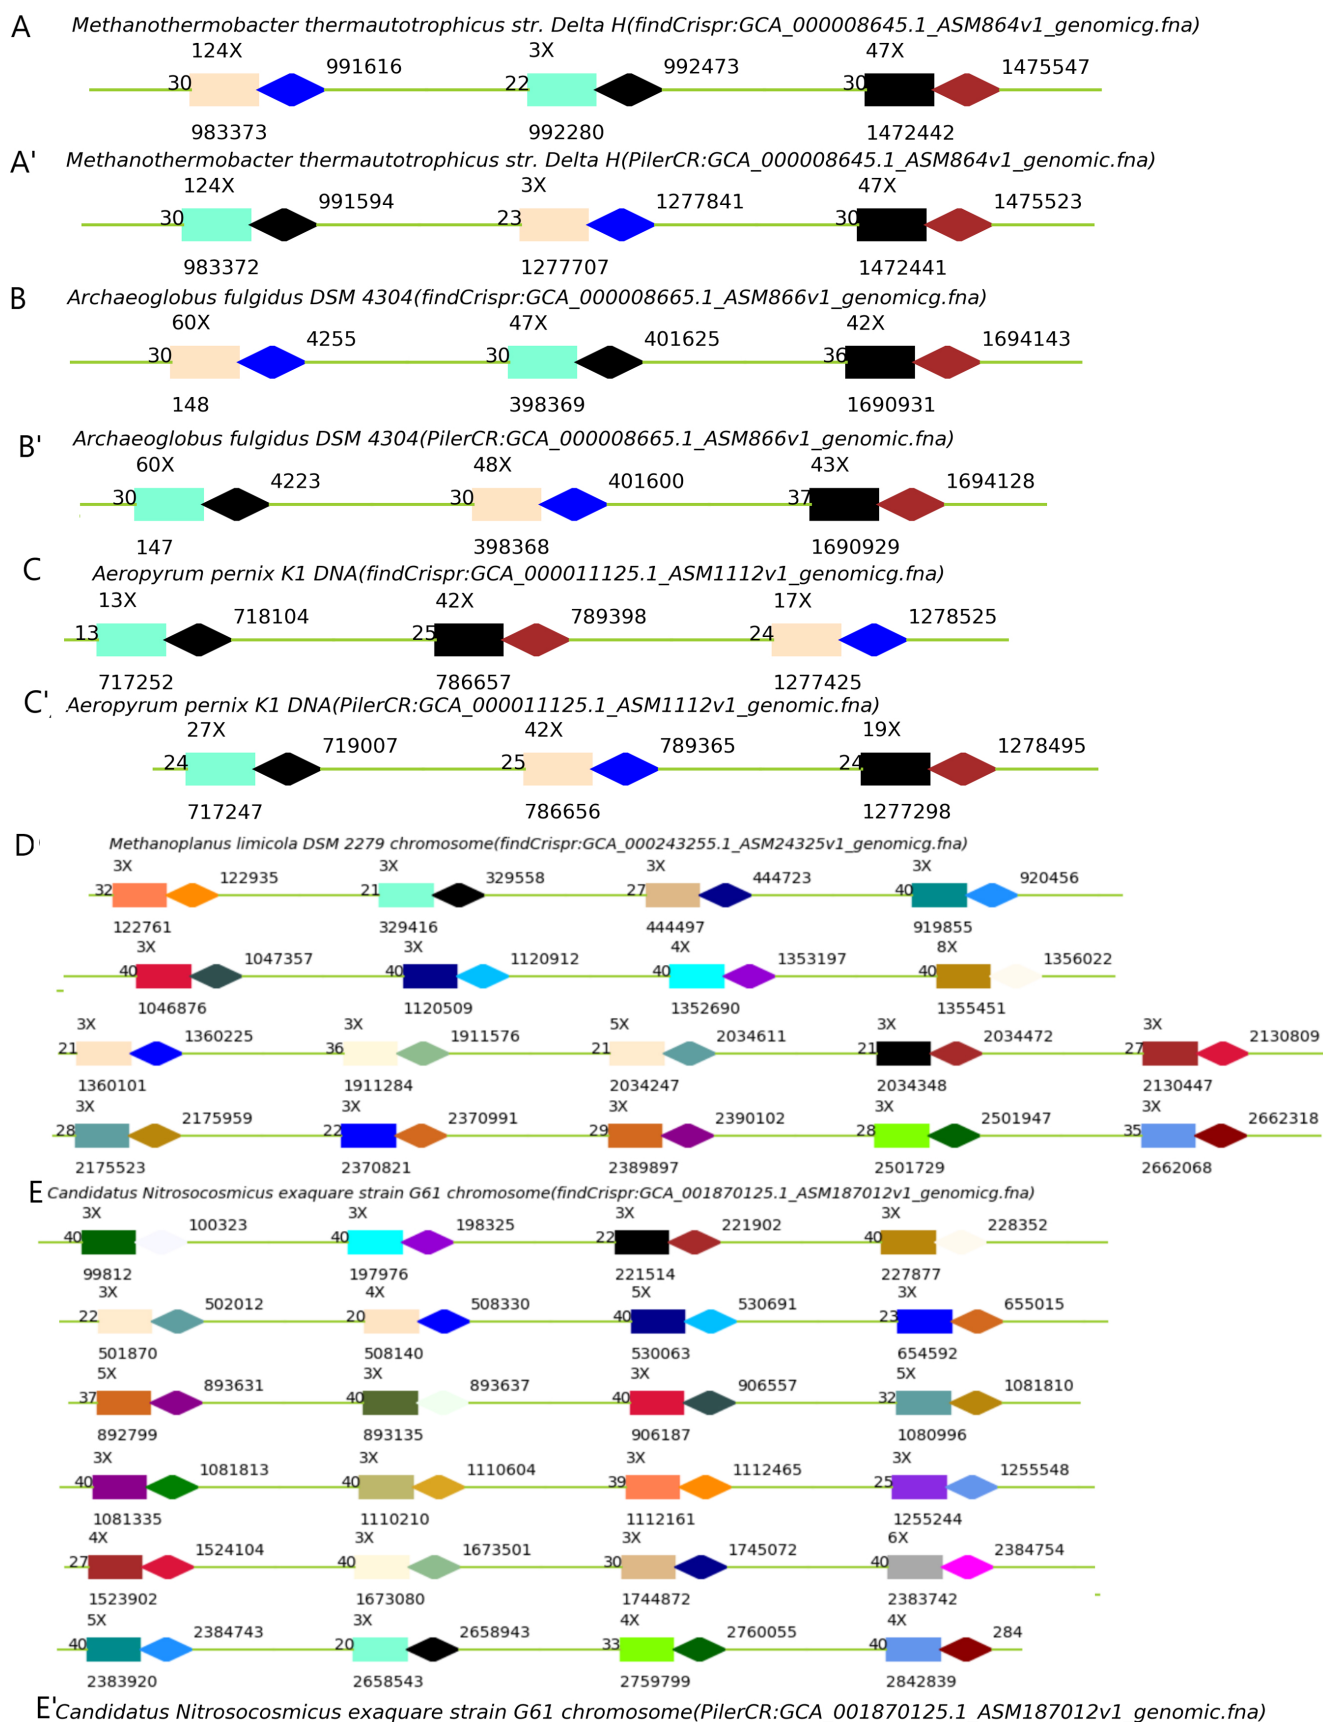 A Methanothermobacter thermautotrophicus str. Delta H(findCrispr:GCA_000008645.1_ASM864v1_genomicg.fna)
124X 3X 47X
30 991616 22 992473 30 1475547
983373 992280 1472442
A' Methanothermobacter thermautotrophicus str. Delta H(PilerCR:GCA_000008645.1_ASM864v1_genomic.fna)
124X 3X 47X
30 991594 23 1277841 30 1475523
983372 1277707 1472441
B Archaeoglobus fulgidus DSM 4304(findCrispr:GCA_000008665.1_ASM866v1_genomicg.fna)
60X 47X 42X
30 4255 30 401625 36 1694143
148 398369 1690931
B' Archaeoglobus fulgidus DSM 4304(PilerCR:GCA_000008665.1_ASM866v1_genomic.fna)
60X 48X 43X
30 4223 30 401600 37 1694128
147 398368 1690929
C Aeropyrum pernix K1 DNA(findCrispr:GCA_000011125.1_ASM1112v1_genomicg.fna)
13X 42X 17X
13 718104 25 789398 24 1278525
717252 786657 1277425
C' Aeropyrum pernix K1 DNA(PilerCR:GCA_000011125.1_ASM1112v1_genomic.fna)
27X 42X 19X
24 719007 25 789365 24 1278495
717247 786656 1277298
D Methanoplanus limicola DSM 2279 chromosome(findCrispr:GCA_000243255.1_ASM24325v1_genomicg.fna)
3X 3X 3X 3X
32 122935 21 329558 27 444723 40 920456
122761 329416 444497 919855
3X 3X 4X 8X
40 1047357 40 1120912 40 1353197 40 1356022
1046876 1120509 1352690 1355451
3X 3X 5X 3X 3X
21 1360225 36 1911576 21 2034611 21 2034472 27 2130809
1360101 1911284 2034247 2034348 2130447
3X 3X 3X 3X 3X
28 2175959 22 2370991 29 2390102 28 2501947 35 2662318
2175523 2370821 2389897 2501729 2662068
E Candidatus Nitrosocosmicus exaquare strain G61 chromosome(findCrispr:GCA_001870125.1_ASM187012v1_genomicg.fna)
3X 3X 3X 3X
40 100323 40 198325 22 221902 40 228352
99812 197976 221514 227877
3X 4X 5X 3X
22 502012 20 508330 40 530691 23 655015
501870 508140 530063 654592
5X 3X 3X 5X
37 893631 40 893637 40 906557 32 1081810
892799 893135 906187 1080996
3X 3X 3X 3X
40 1081813 40 1110604 39 1112465 25 1255548
1081335 1110210 1112161 1255244
4X 3X 3X 6X
27 1524104 40 1673501 30 1745072 40 2384754
1523902 1673080 1744872 2383742
5X 3X 4X 4X
40 2384743 20 2658943 33 2760055 40 284
2383920 2658543 2759799 2842839
E' Candidatus Nitrosocosmicus exaquare strain G61 chromosome(PilerCR:GCA_001870125.1_ASM187012v1_genomic.fna)